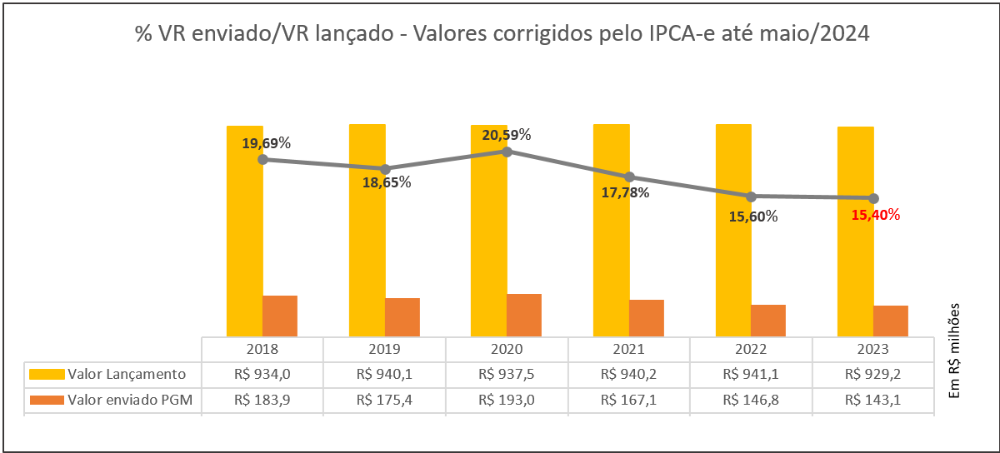 % VR enviado/VR lançado - Valores corrigidos pelo IPCA-e até maio/2024
19,69%
18,65%
20,59%
17,78%
15,60%
15,40%
2018 2019 2020 2021 2022 2023
Valor Lançamento R$ 934,0 R$ 940,1 R$ 937,5 R$ 940,2 R$ 941,1 R$ 929,2
Valor enviado PGM R$ 183,9 R$ 175,4 R$ 193,0 R$ 167,1 R$ 146,8 R$ 143,1
Em R$ milhões